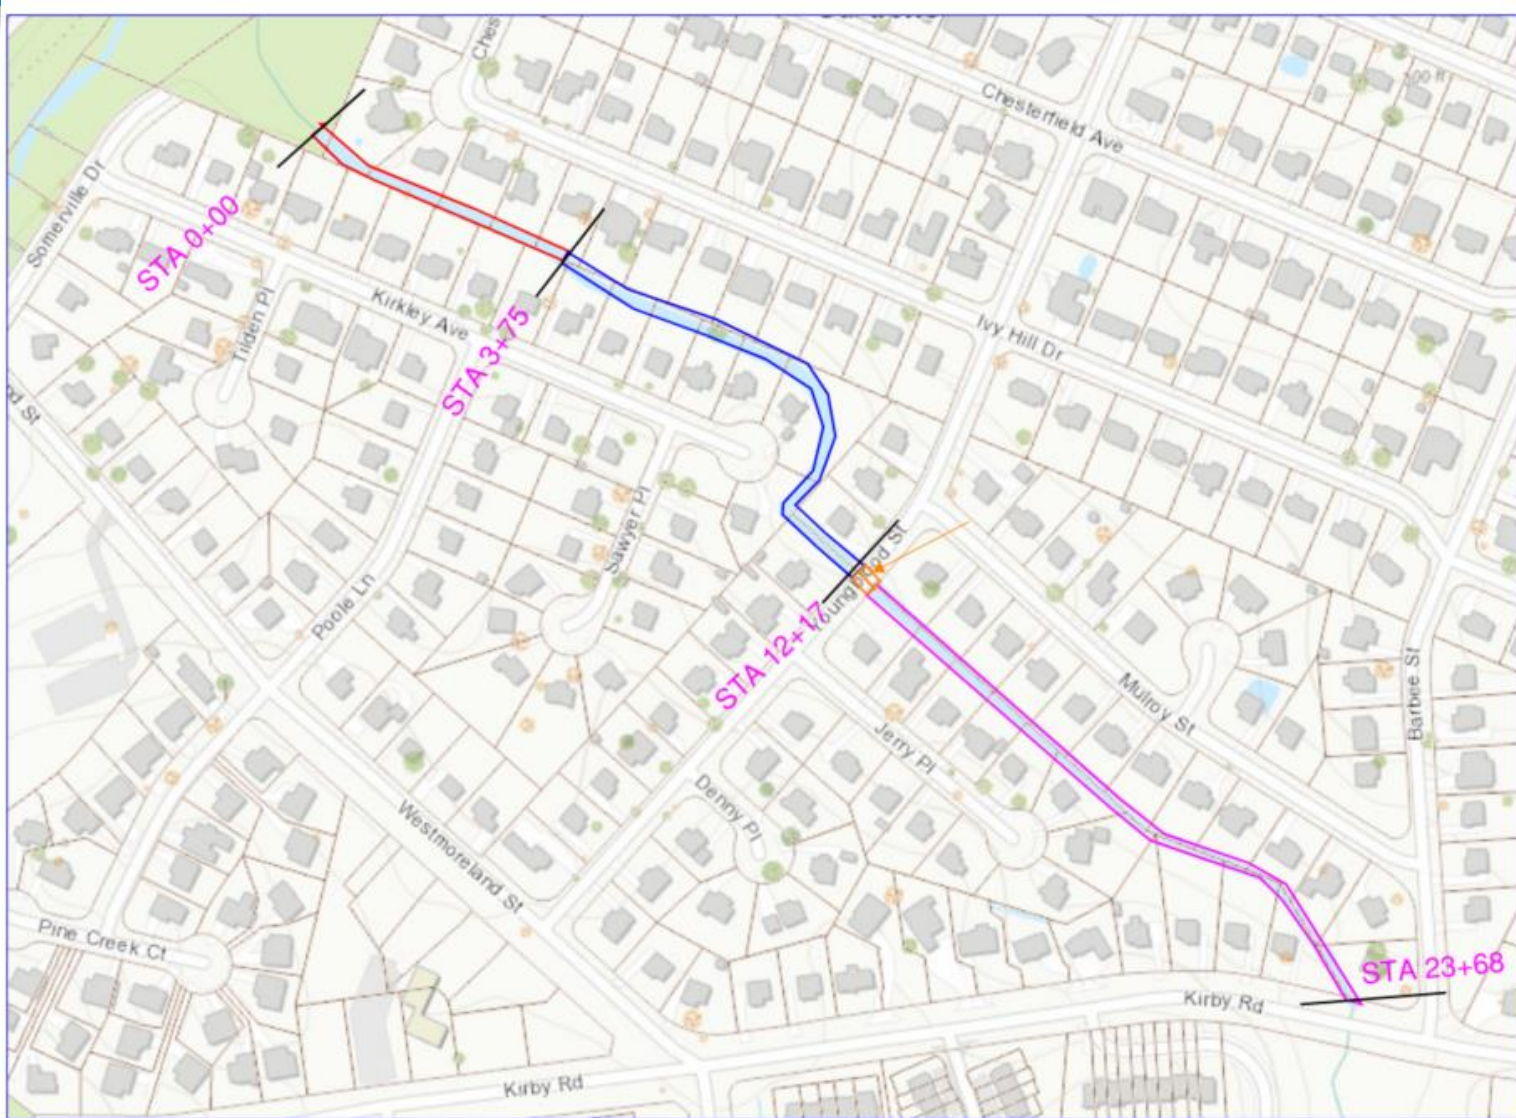 Ches
Chesterfield Ave
Somerville Dr
STA 0+00
Tilden Pl
Kirkley Ave
STA 3+75
Ivy Hill Dr
Sawyer Pl
Poole Ln
STA 12+17
Mulroy St
Barbee St
Jerry Pl
Denny Pl
Westmoreland St
Pine Creek Ct
STA 23+68
Kirby Rd
Kirby Rd